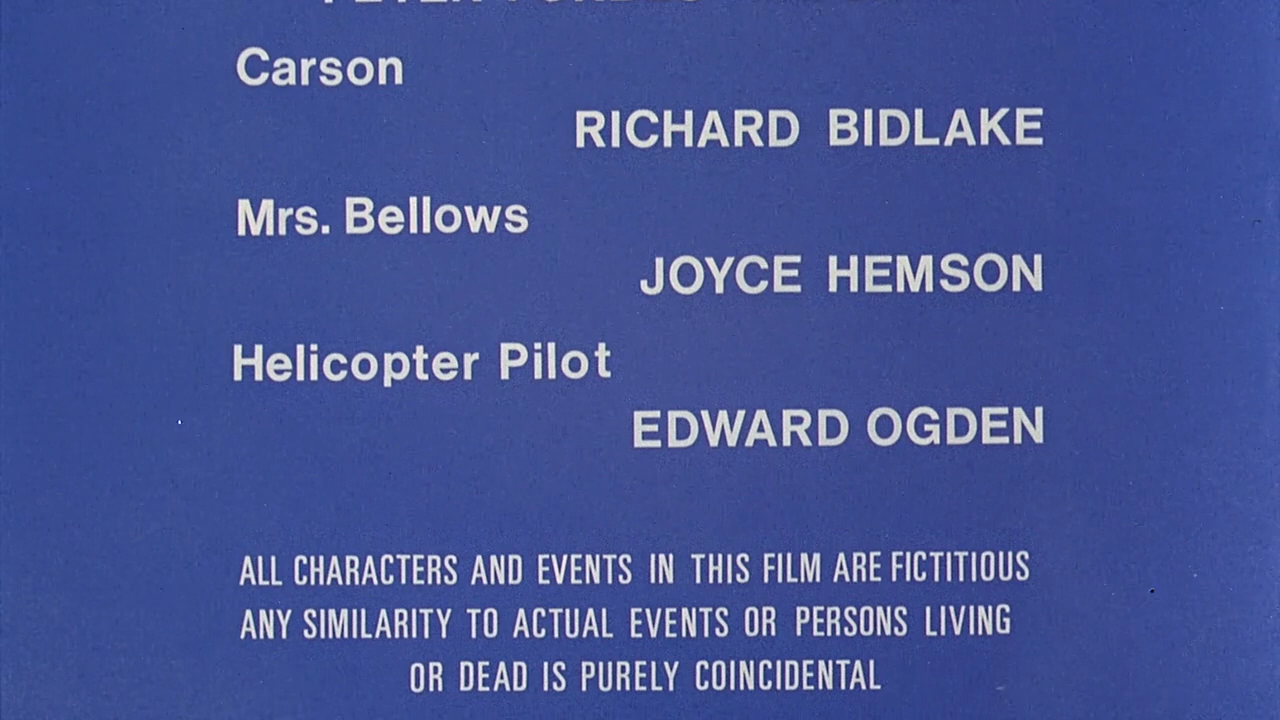 Carson
RICHARD BIDLAKE
Mrs. Bellows
JOYCE HEMSON
Helicopter Pilot
EDWARD OGDEN
ALL CHARACTERS AND EVENTS IN THIS FILM ARE FICTITIOUS
ANY SIMILARITY TO ACTUAL EVENTS OR PERSONS LIVING
OR DEAD IS PURELY COINCIDENTAL